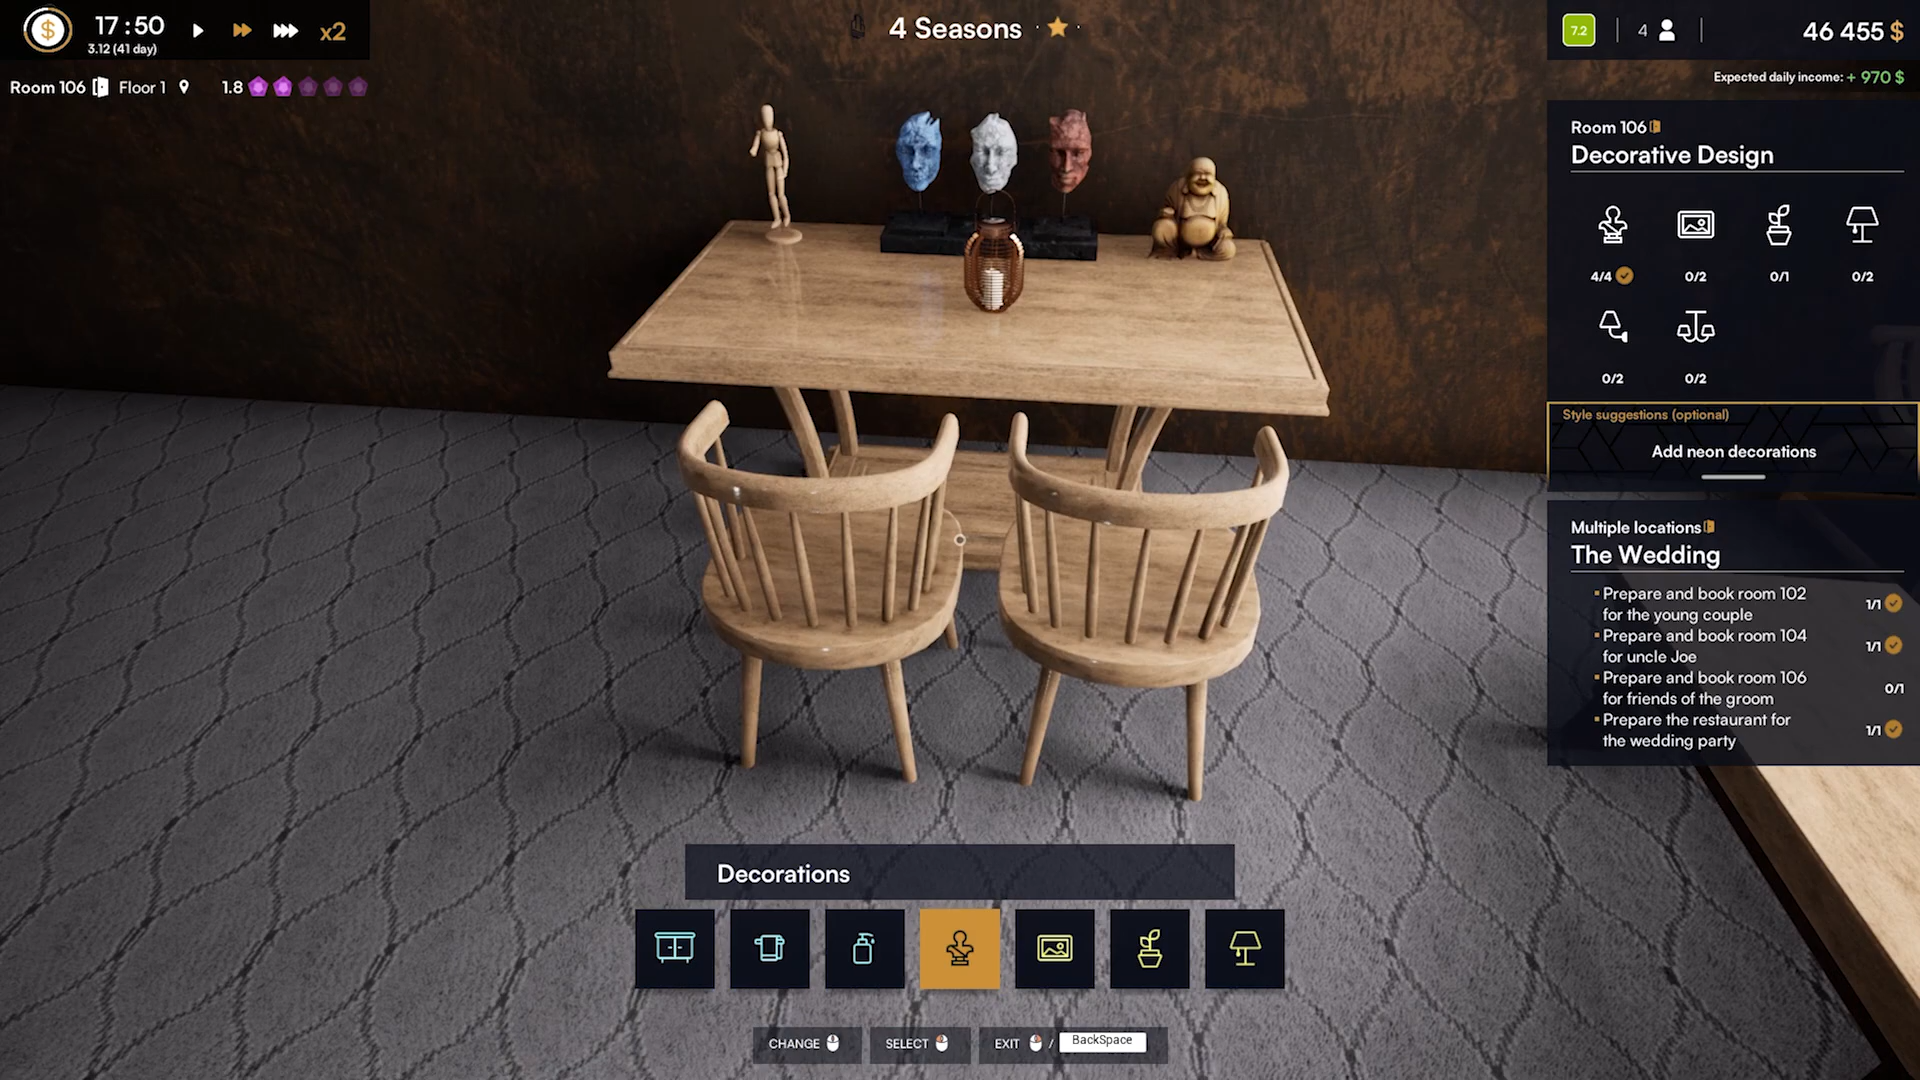 17:50
3.12 (41 day)
x2
4 Seasons
7.2
4
46 455 $
Expected daily income: + 970 $
Room 106
Floor 1
1.8
Room 106
Decorative Design
4/4
0/2
0/1
0/2
0/2
0/2
Style suggestions (optional)
Add neon decorations
Multiple locations
The Wedding
Prepare and book room 102
for the young couple
1/1
Prepare and book room 104
for uncle Joe
1/1
Prepare and book room 106
for friends of the groom
0/1
Prepare the restaurant for
the wedding party
1/1
Decorations
CHANGE
SELECT
EXIT / BackSpace